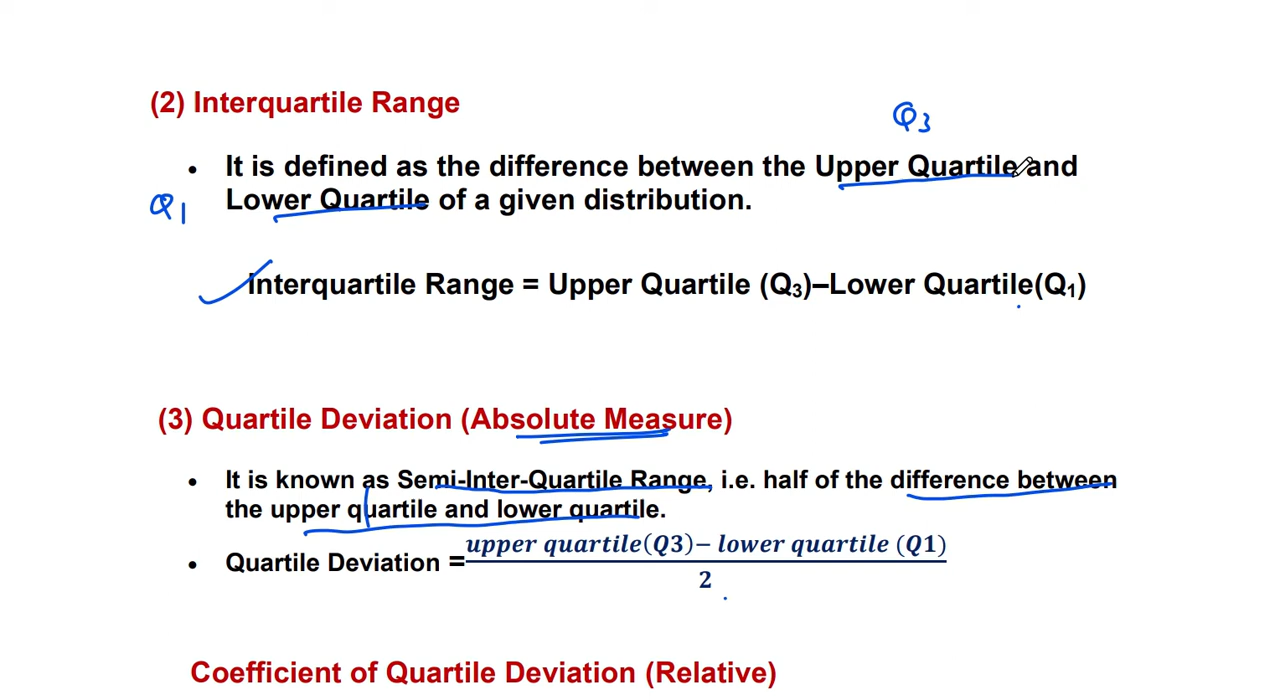 (2) Interquartile Range
Q3
• It is defined as the difference between the Upper Quartile and
Q1
Lower Quartile of a given distribution.
Interquartile Range = Upper Quartile (Q₃)–Lower Quartile(Q₁)
(3) Quartile Deviation (Absolute Measure)
• It is known as Semi-Inter-Quartile Range, i.e. half of the difference between
the upper quartile and lower quartile.
upper quartile(Q3)– lower quartile (Q1)
• Quartile Deviation =
2
Coefficient of Quartile Deviation (Relative)